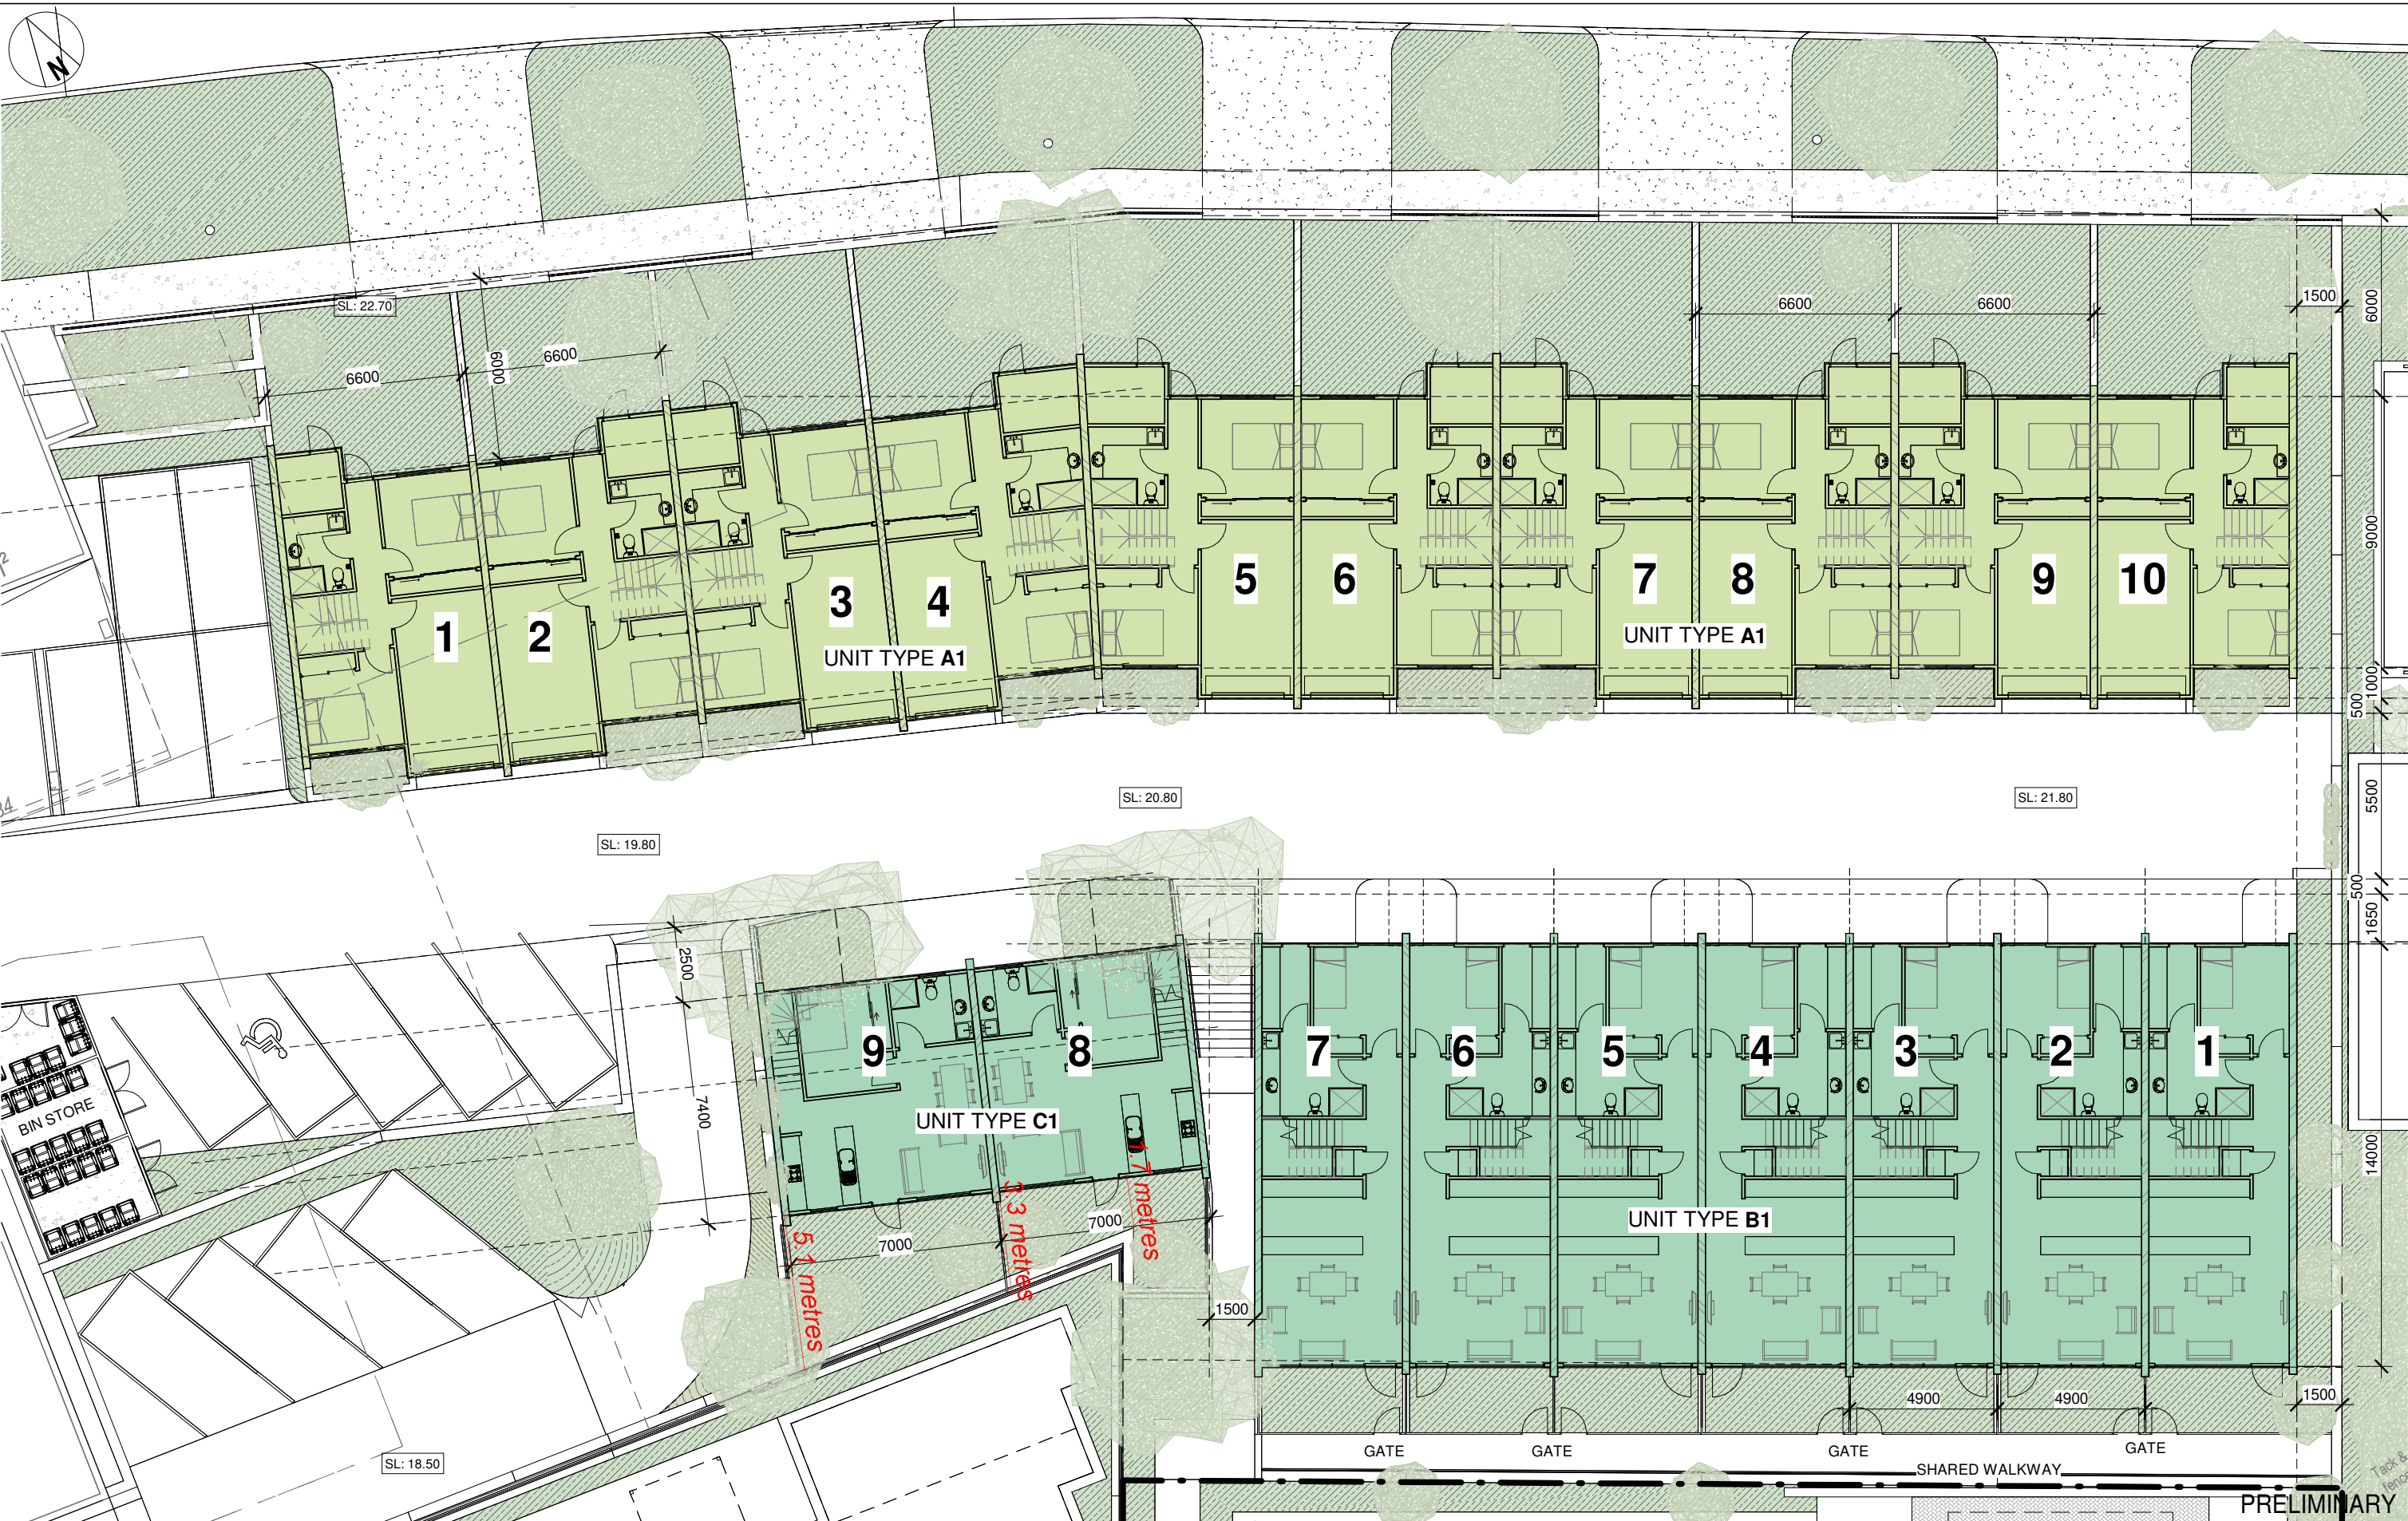 N
SL: 22.70
6600
6000
6600
6600
6600
1500
6000
9000
1000
500
1
2
3
4
5
6
7
8
9
10
UNIT TYPE A1
UNIT TYPE A1
SL: 20.80
SL: 21.80
SL: 19.80
5500
500
1650
14000
2500
7400
BIN STORE
9
8
7
6
5
4
3
2
1
UNIT TYPE C1
UNIT TYPE B1
5.1 metres
3.3 metres
1.7 metres
7000
7000
1500
4900
4900
1500
GATE
GATE
GATE
GATE
SHARED WALKWAY
SL: 18.50
Tack &
PRELIMINARY